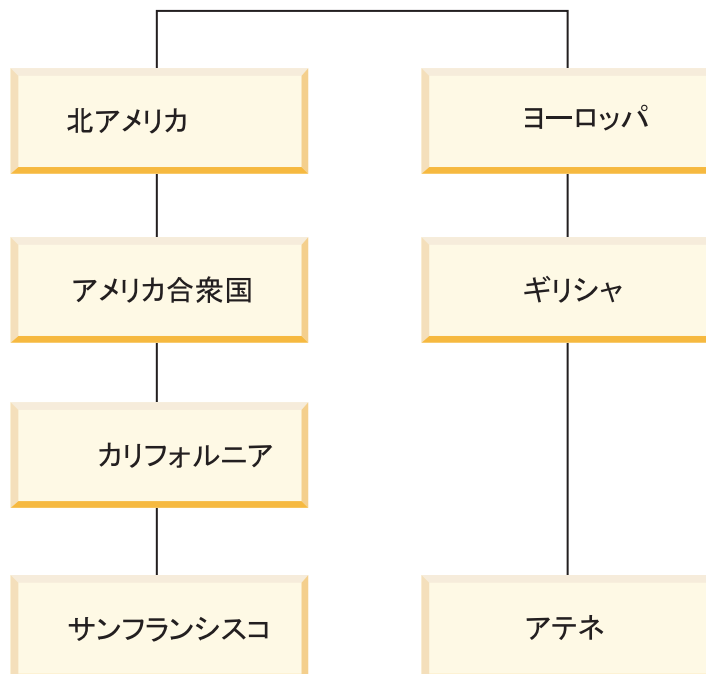 北アメリカ
ヨーロッパ
アメリカ合衆国
ギリシャ
カリフォルニア
サンフランシスコ
アテネ